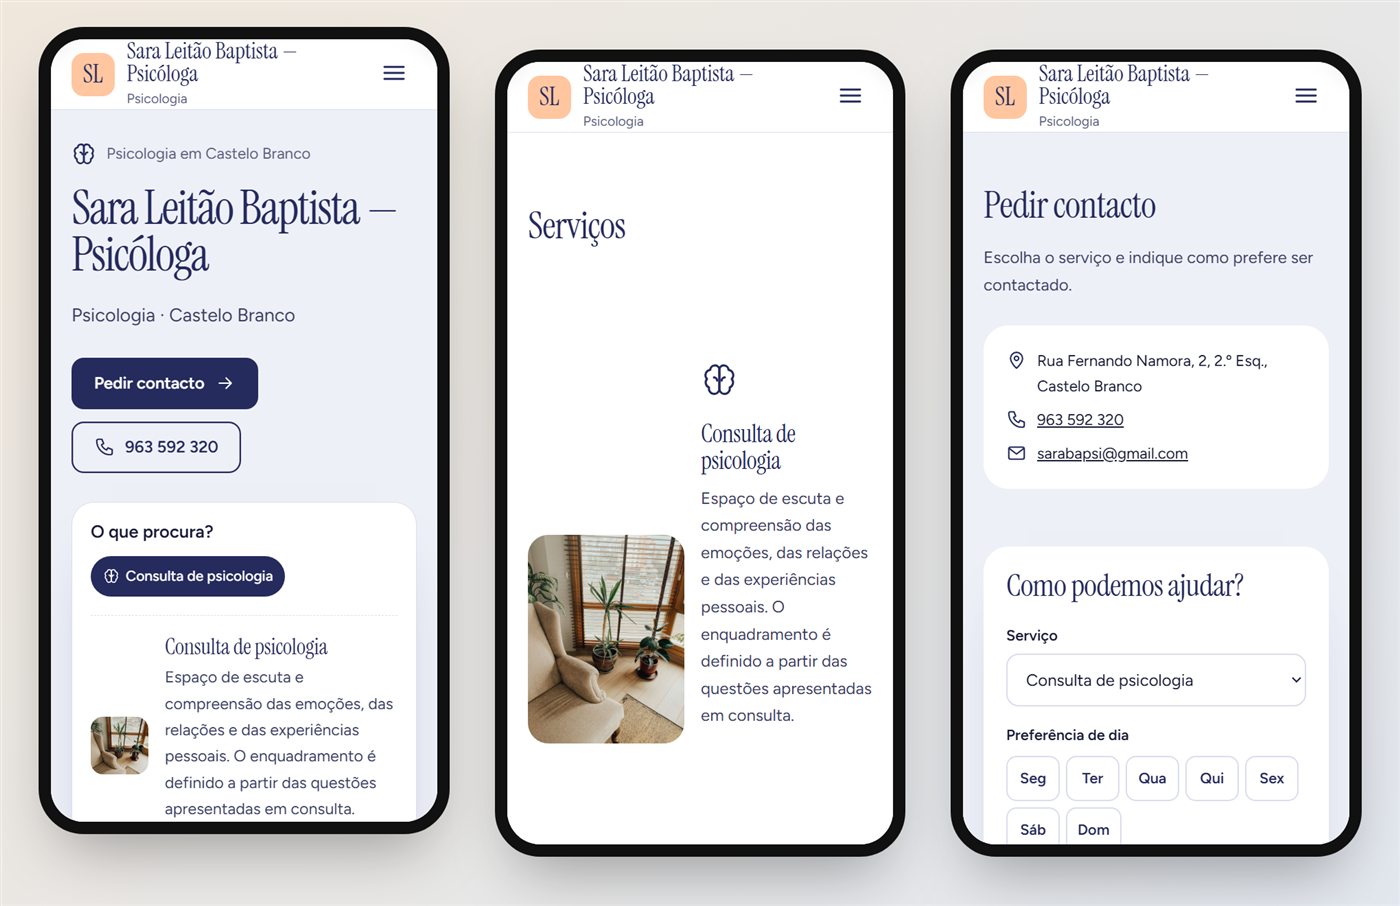 SL
Sara Leitão Baptista —
Psicóloga
Psicologia
Psicologia em Castelo Branco
Sara Leitão Baptista —
Psicóloga
Psicologia · Castelo Branco
Pedir contacto
963 592 320
O que procura?
Consulta de psicologia
Consulta de psicologia
Espaço de escuta e
compreensão das emoções, das
relações e das experiências
pessoais. O enquadramento é
definido a partir das questões
apresentadas em consulta.
SL
Sara Leitão Baptista —
Psicóloga
Psicologia
Serviços
Consulta de
psicologia
Espaço de escuta e
compreensão das
emoções, das relações
e das experiências
pessoais. O
enquadramento é
definido a partir das
questões apresentadas
em consulta.
SL
Sara Leitão Baptista —
Psicóloga
Psicologia
Pedir contacto
Escolha o serviço e indique como prefere ser
contactado.
Rua Fernando Namora, 2, 2.º Esq.,
Castelo Branco
963 592 320
sarabapsi@gmail.com
Como podemos ajudar?
Serviço
Consulta de psicologia
Preferência de dia
Seg Ter Qua Qui Sex
Sáb Dom